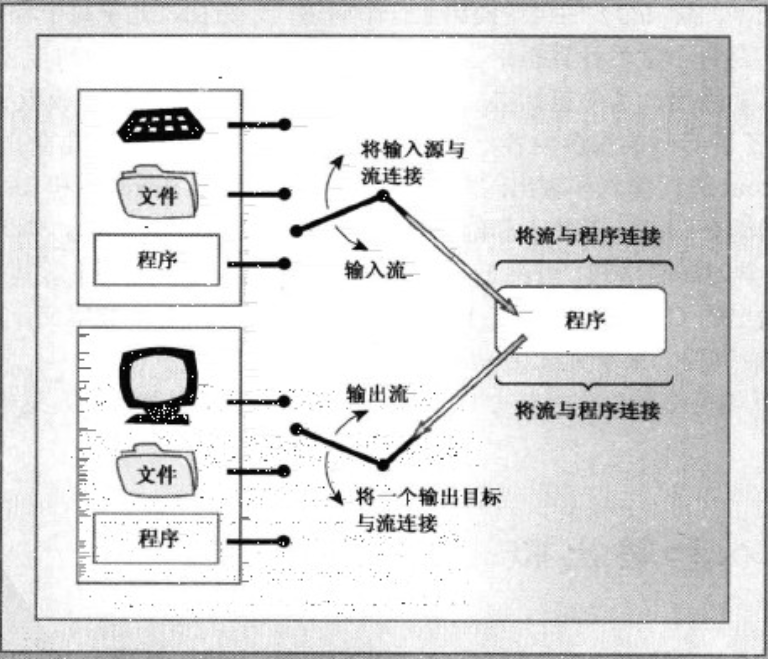 文件
程序
将输入源与
流连接
输入流
将流与程序连接
程序
将流与程序连接
输出流
将一个输出目标
与流连接
文件
程序